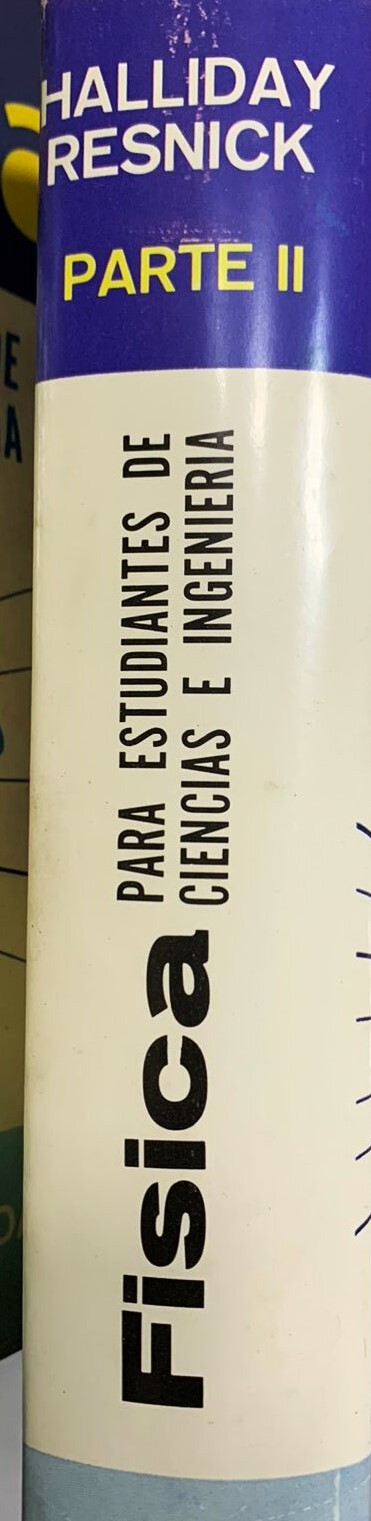 HALLIDAY
RESNICK
PARTE II
Fisica
PARA ESTUDIANTES DE
CIENCIAS E INGENIERIA